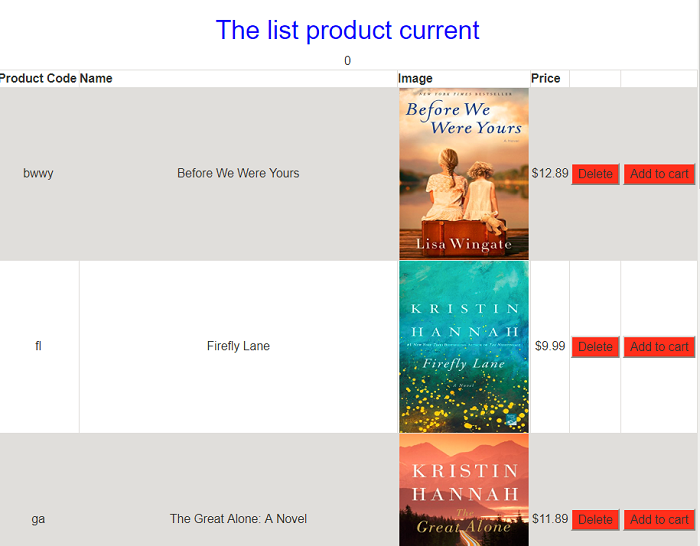 The list product current
0
Product Code Name Image Price
NEW YORK TIMES BESTSELLER
Before We
Were Yours
bwwy Before We Were Yours $12.89 Delete Add to cart
Lisa Wingate
KRISTIN
HANNAH
fl Firefly Lane $9.99 Delete Add to cart
Firefly Lane
A Novel
KRISTIN
HANNAH
The
Great Alone
ga The Great Alone: A Novel $11.89 Delete Add to cart